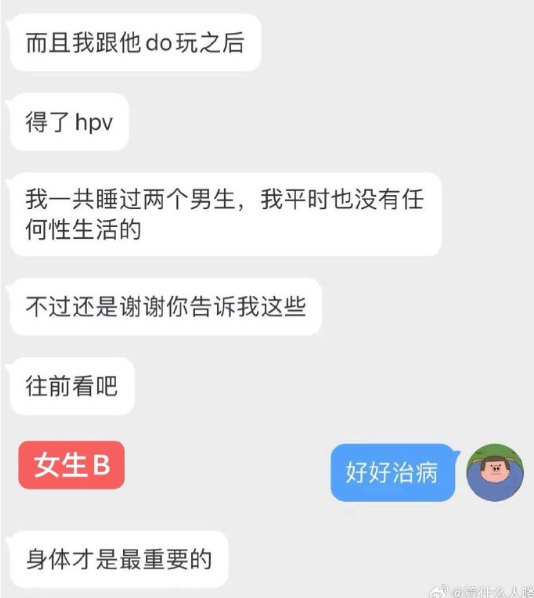 而且我跟他do玩之后
得了hpv
我一共睡过两个男生，我平时也没有任
何性生活的
不过还是谢谢你告诉我这些
往前看吧
女生B
好好治病
身体才是最重要的